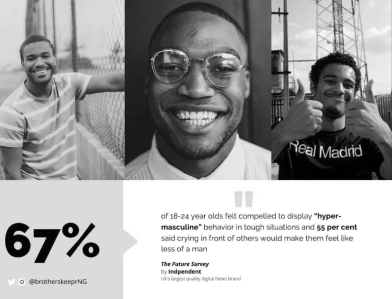 Real Madrid
67%
@brotherskeeprNG
of 18-24 year olds felt compelled to display "hyper-
masculine" behavior in tough situations and 55 per cent
said crying in front of others would make them feel like
less of a man
The Future Survey
by Indpendent
UK's largest quality digital News brand